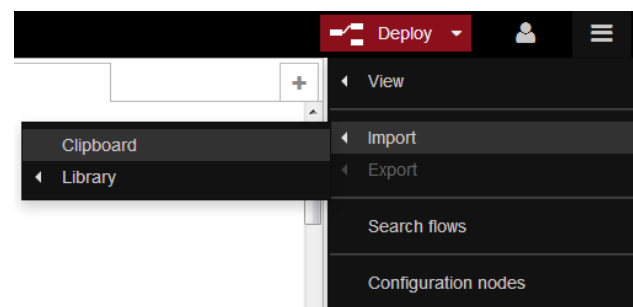 Deploy
View
Clipboard
Import
Library
Export
Search flows
Configuration nodes